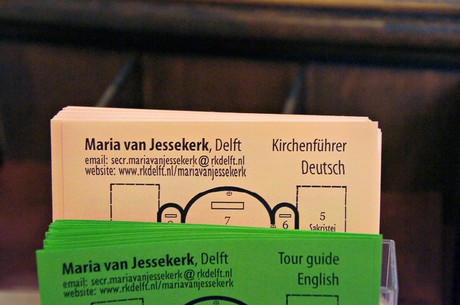 Maria van Jessekerk, Delft
email: secr.mariavanjessekerk@rkdelft.nl
website: www.rkdelft.nl/mariavanjessekerk
Kirchenführer
Deutsch
7
6
5
Sakristei
Maria van Jessekerk, Delft
email: secr.mariavanjessekerk@rkdelft.nl
website: www.rkdelft.nl/mariavanjessekerk
Tour guide
English